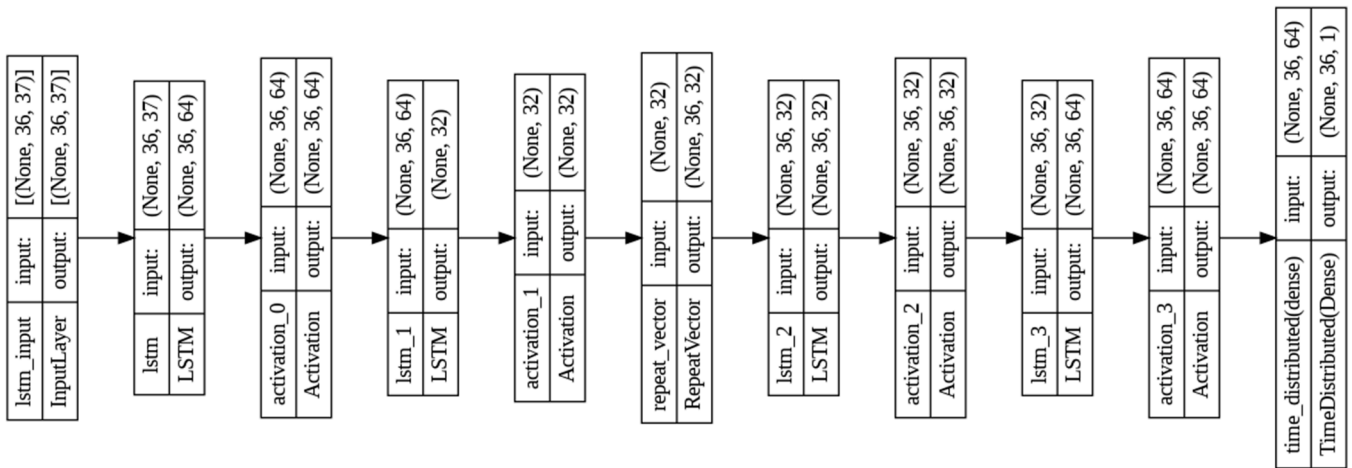 lstm_input input: [(None, 36, 37)]
InputLayer output: [(None, 36, 37)]
lstm input: (None, 36, 37)
LSTM output: (None, 36, 64)
activation_0 input: (None, 36, 64)
Activation output: (None, 36, 64)
lstm_1 input: (None, 36, 64)
LSTM output: (None, 32)
activation_1 input: (None, 32)
Activation output: (None, 32)
repeat_vector input: (None, 32)
RepeatVector output: (None, 36, 32)
lstm_2 input: (None, 36, 32)
LSTM output: (None, 36, 32)
activation_2 input: (None, 36, 32)
Activation output: (None, 36, 32)
lstm_3 input: (None, 36, 32)
LSTM output: (None, 36, 64)
activation_3 input: (None, 36, 64)
Activation output: (None, 36, 64)
time_distributed(dense) input: (None, 36, 64)
TimeDistributed(Dense) output: (None, 36, 1)